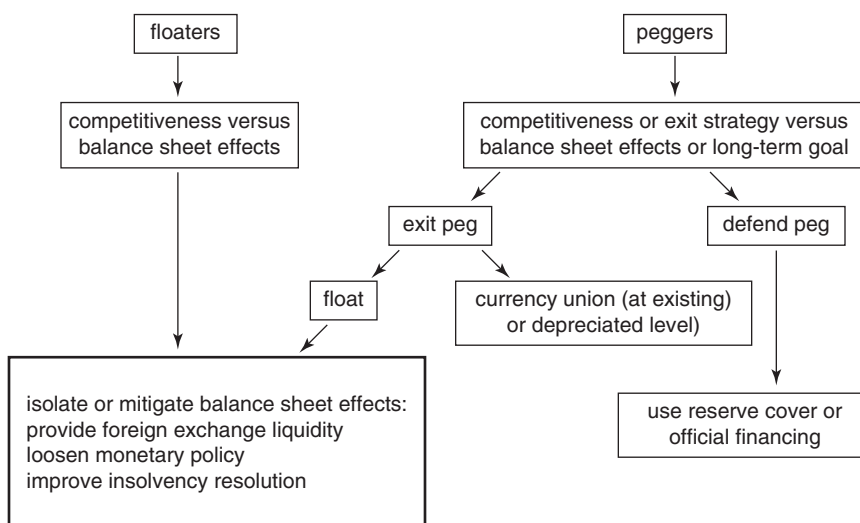 floaters
peggers
competitiveness versus
balance sheet effects
competitiveness or exit strategy versus
balance sheet effects or long-term goal
exit peg
defend peg
float
currency union (at existing)
or depreciated level)
isolate or mitigate balance sheet effects:
provide foreign exchange liquidity
loosen monetary policy
improve insolvency resolution
use reserve cover or
official financing